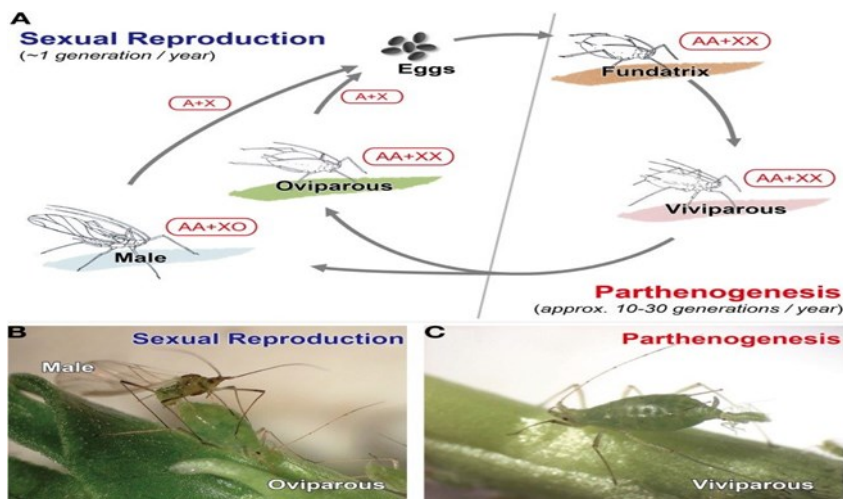 A
Sexual Reproduction
(~1 generation / year)
Eggs
AA+XX
Fundatrix
A+X
A+X
AA+XX
Oviparous
AA+XX
Viviparous
AA+XO
Male
Parthenogenesis
(approx. 10-30 generations / year)
B
Sexual Reproduction
Male
Oviparous
C
Parthenogenesis
Viviparous